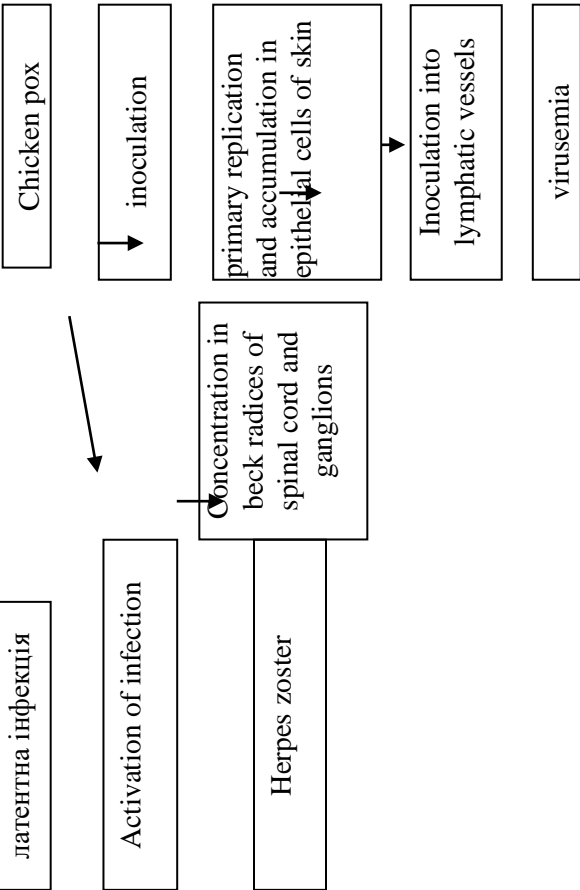 Chicken pox
inoculation
primary replication
and accumulation in
epithelial cells of skin
Inoculation into
lymphatic vessels
virusemia
Concentration in
beck radices of
spinal cord and
ganglions
латентна інфекція
Activation of infection
Herpes zoster